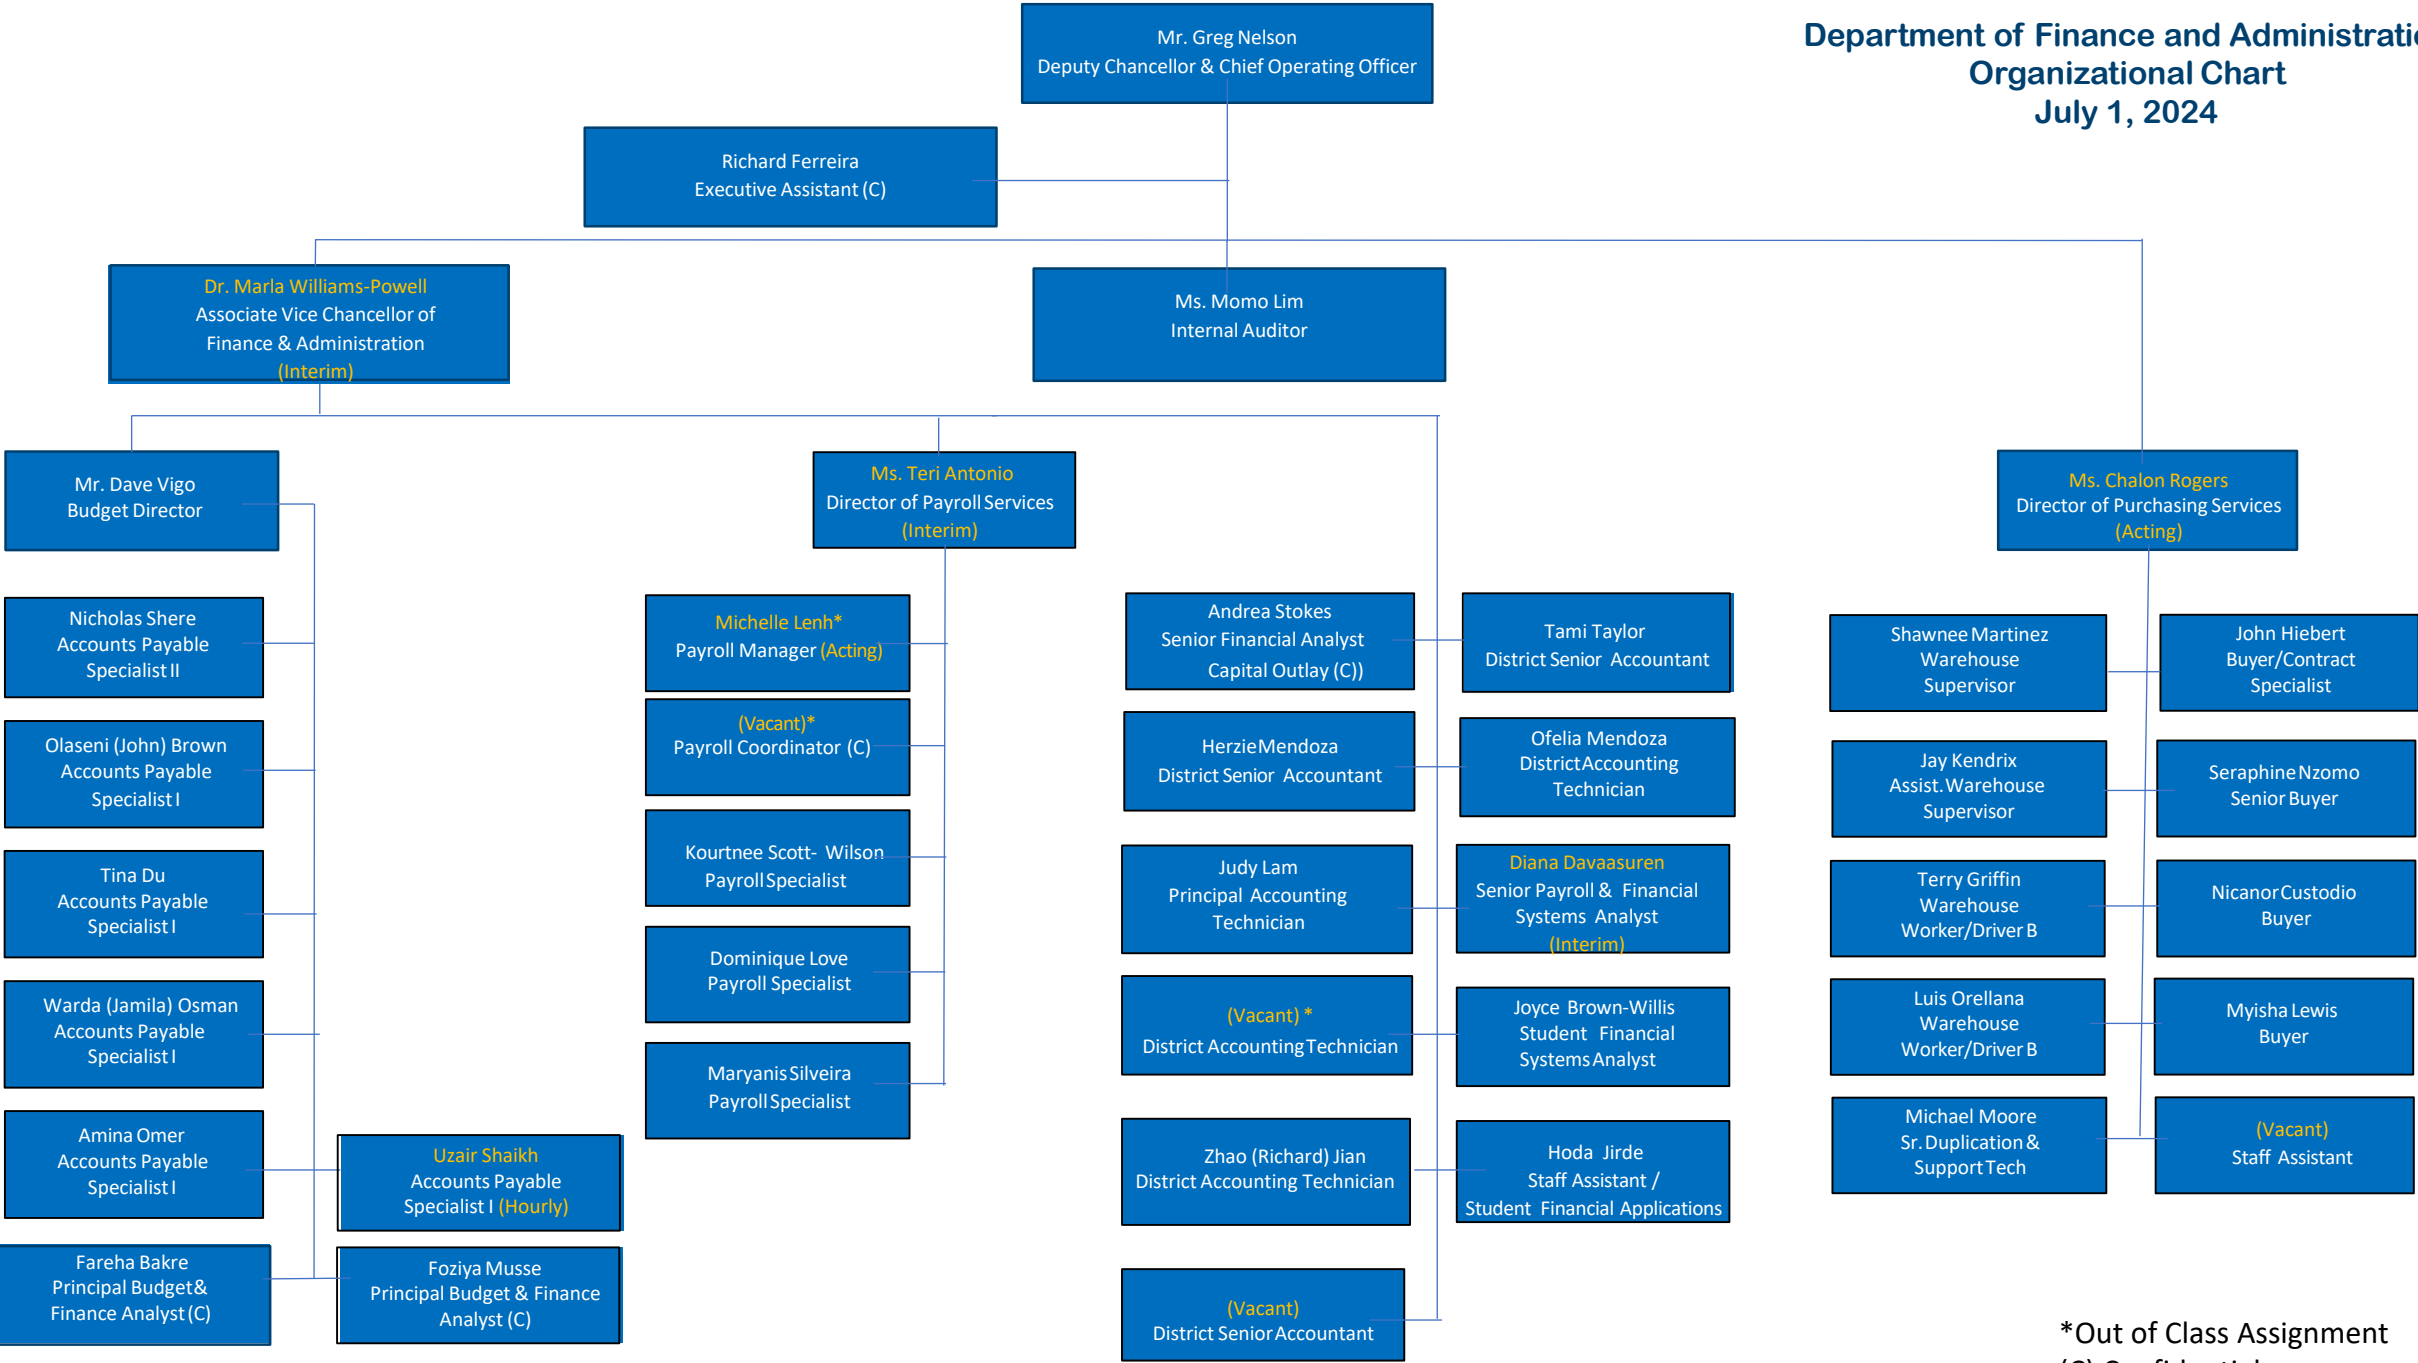 Mr. Greg Nelson
Deputy Chancellor & Chief Operating Officer
Department of Finance and Administratio
Organizational Chart
July 1, 2024
Richard Ferreira
Executive Assistant (C)
Dr. Marla Williams-Powell
Associate Vice Chancellor of
Finance & Administration
(Interim)
Ms. Momo Lim
Internal Auditor
Mr. Dave Vigo
Budget Director
Ms. Teri Antonio
Director of Payroll Services
(Interim)
Ms. Chalon Rogers
Director of Purchasing Services
(Acting)
Nicholas Shere
Accounts Payable
Specialist II
Olaseni (John) Brown
Accounts Payable
Specialist I
Tina Du
Accounts Payable
Specialist I
Warda (Jamila) Osman
Accounts Payable
Specialist I
Amina Omer
Accounts Payable
Specialist I
Uzair Shaikh
Accounts Payable
Specialist I (Hourly)
Fareha Bakre
Principal Budget &
Finance Analyst (C)
Foziya Musse
Principal Budget & Finance
Analyst (C)
Michelle Lenh*
Payroll Manager (Acting)
(Vacant)*
Payroll Coordinator (C)
Kourtnee Scott- Wilson
Payroll Specialist
Dominique Love
Payroll Specialist
Maryanis Silveira
Payroll Specialist
Andrea Stokes
Senior Financial Analyst
Capital Outlay (C))
Tami Taylor
District Senior Accountant
Herzie Mendoza
District Senior Accountant
Ofelia Mendoza
District Accounting
Technician
Judy Lam
Principal Accounting
Technician
Diana Davaasuren
Senior Payroll & Financial
Systems Analyst
(Interim)
(Vacant) *
District Accounting Technician
Joyce Brown-Willis
Student Financial
Systems Analyst
Zhao (Richard) Jian
District Accounting Technician
Hoda Jirde
Staff Assistant /
Student Financial Applications
(Vacant)
District Senior Accountant
Shawnee Martinez
Warehouse
Supervisor
John Hiebert
Buyer/Contract
Specialist
Jay Kendrix
Assist. Warehouse
Supervisor
Seraphine Nzomo
Senior Buyer
Terry Griffin
Warehouse
Worker/Driver B
Nicanor Custodio
Buyer
Luis Orellana
Warehouse
Worker/Driver B
Myisha Lewis
Buyer
Michael Moore
Sr. Duplication &
Support Tech
(Vacant)
Staff Assistant
*Out of Class Assignment